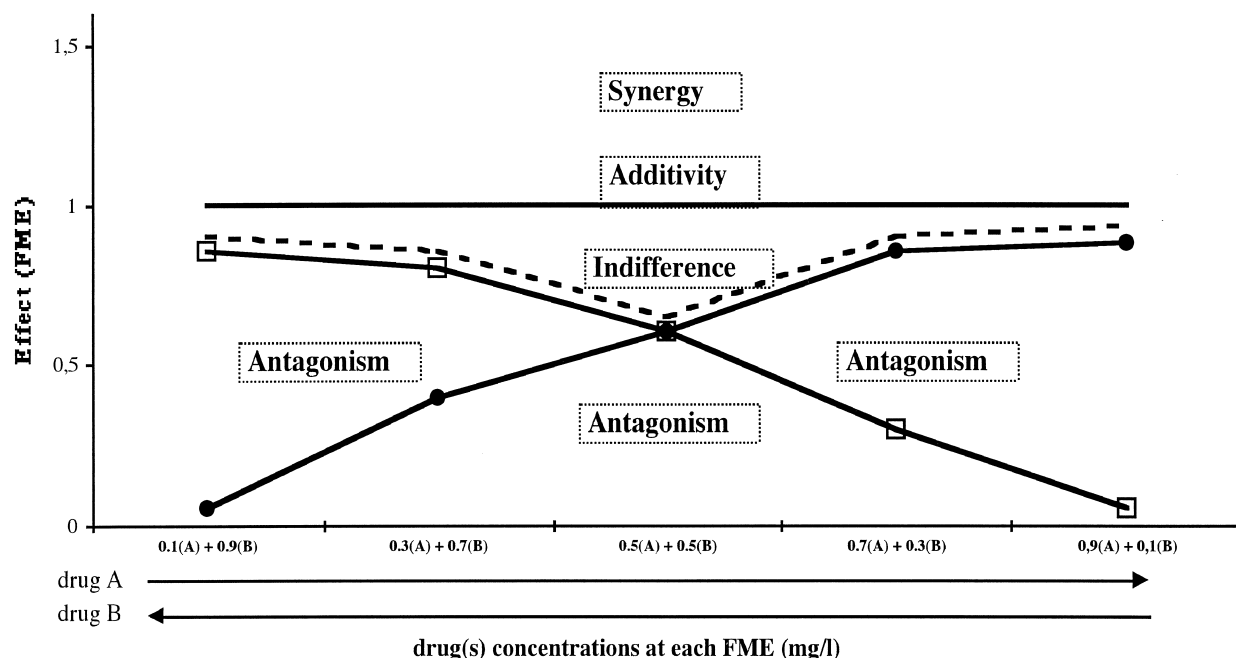 1,5
Synergy
Additivity
1
Indifference
Effect (FME)
0,5
Antagonism
Antagonism
Antagonism
0
0.1(A) + 0.9(B)
0.3(A) + 0.7(B)
0.5(A) + 0.5(B)
0.7(A) + 0.3(B)
0,9(A) + 0,1(B)
drug A
drug B
drug(s) concentrations at each FME (mg/l)